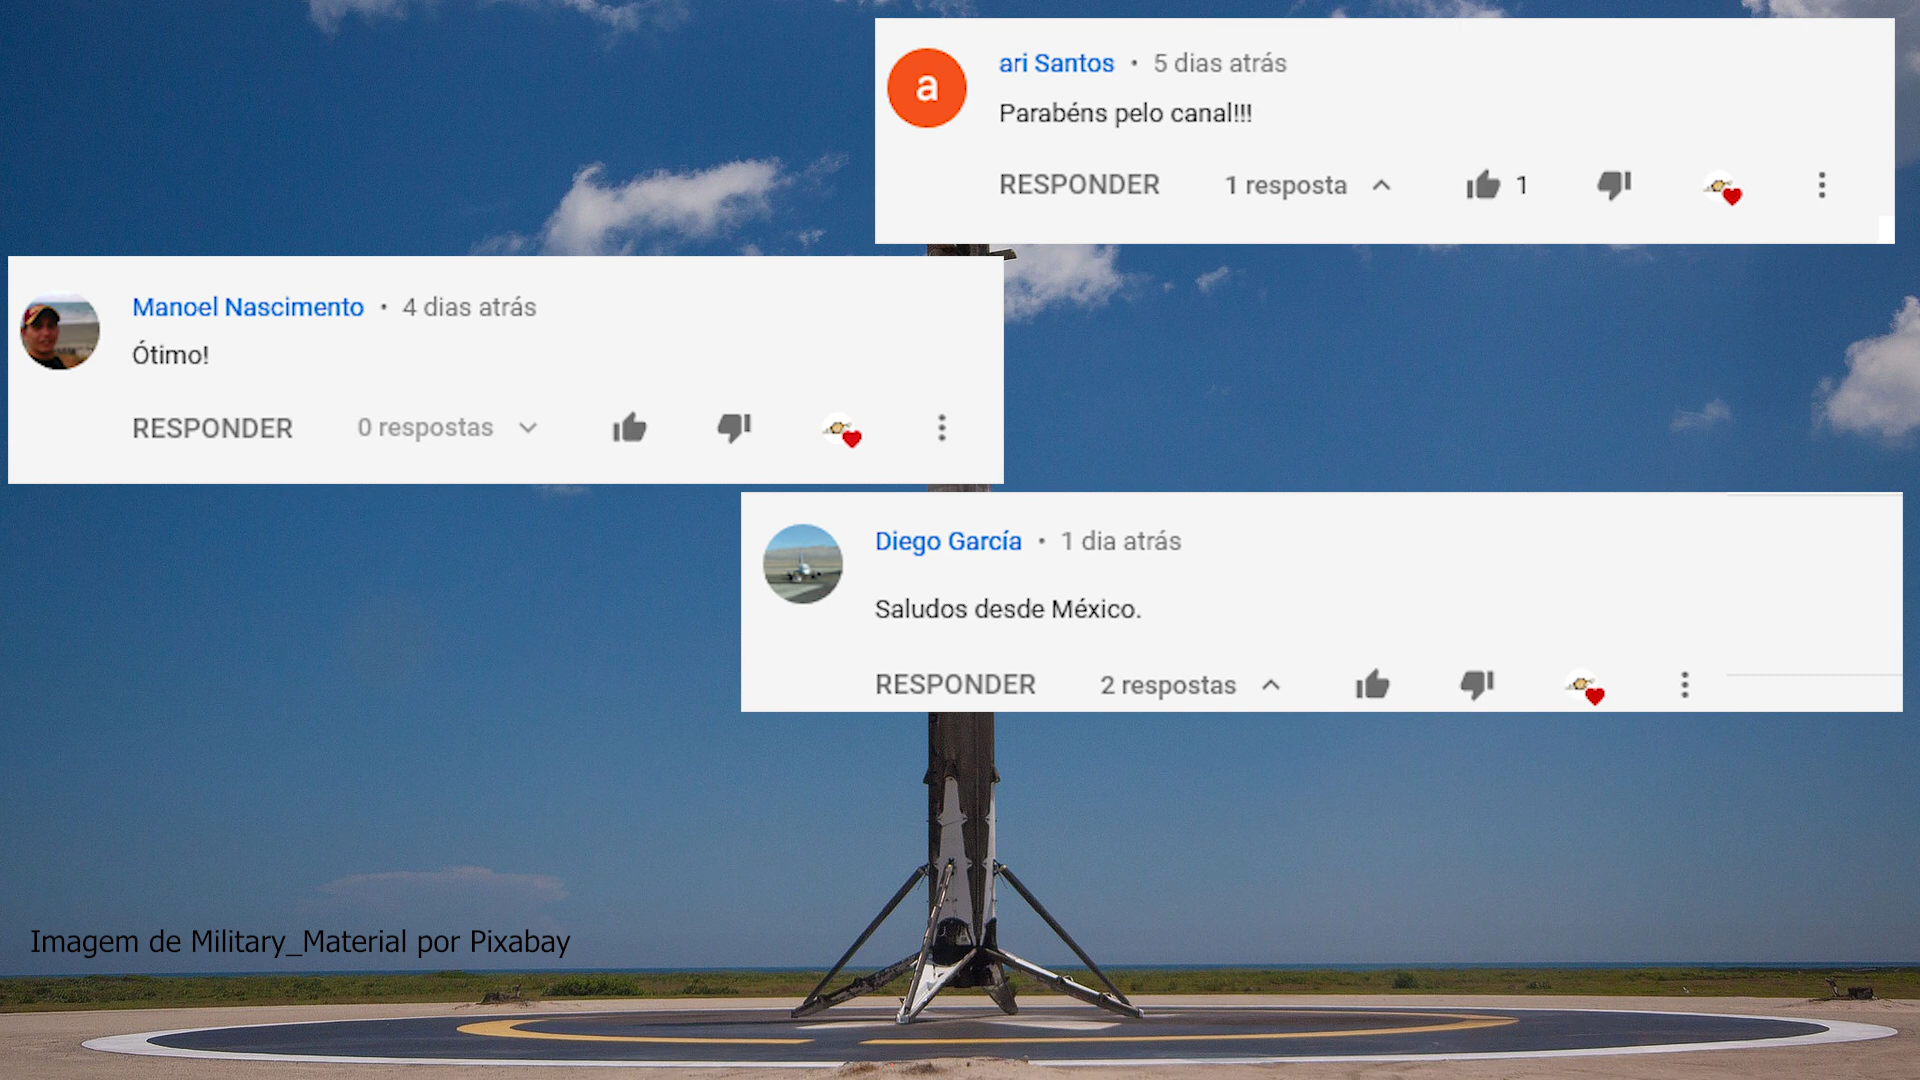 a
ari Santos • 5 dias atrás
Parabéns pelo canal!!!
RESPONDER 1 resposta 1
Manoel Nascimento • 4 dias atrás
Ótimo!
RESPONDER 0 respostas
Diego García • 1 dia atrás
Saludos desde México.
RESPONDER 2 respostas
Imagem de Military_Material por Pixabay